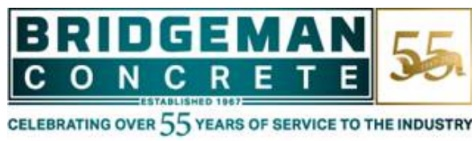 BRIDGEMAN
CONCRETE
55
ESTABLISHED 1967
CELEBRATING OVER 55 YEARS OF SERVICE TO THE INDUSTRY